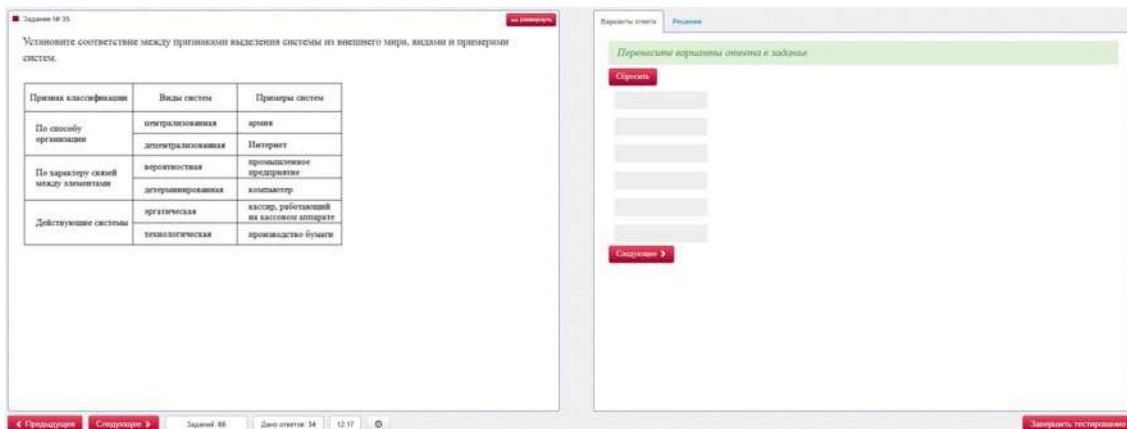 Задание № 35
развернуть
Установите соответствие между признаками выделения системы из внешнего мира, видами и примерами
систем.
Признак классификации Виды систем Примеры систем
По способу
организации
централизованная армия
децентрализованная Интернет
По характеру связей
между элементами
вероятностная промышленное
предприятие
детерминированная компьютер
Действующие системы
эргатическая кассир, работающий
на кассовом аппарате
технологическая производство бумаги
Предыдущее Следующее Заданий: 66 Дано ответов: 34 12:17
Варианты ответа Решение
Перенесите варианты ответа в задание
Сбросить
Следующее
Завершить тестирование